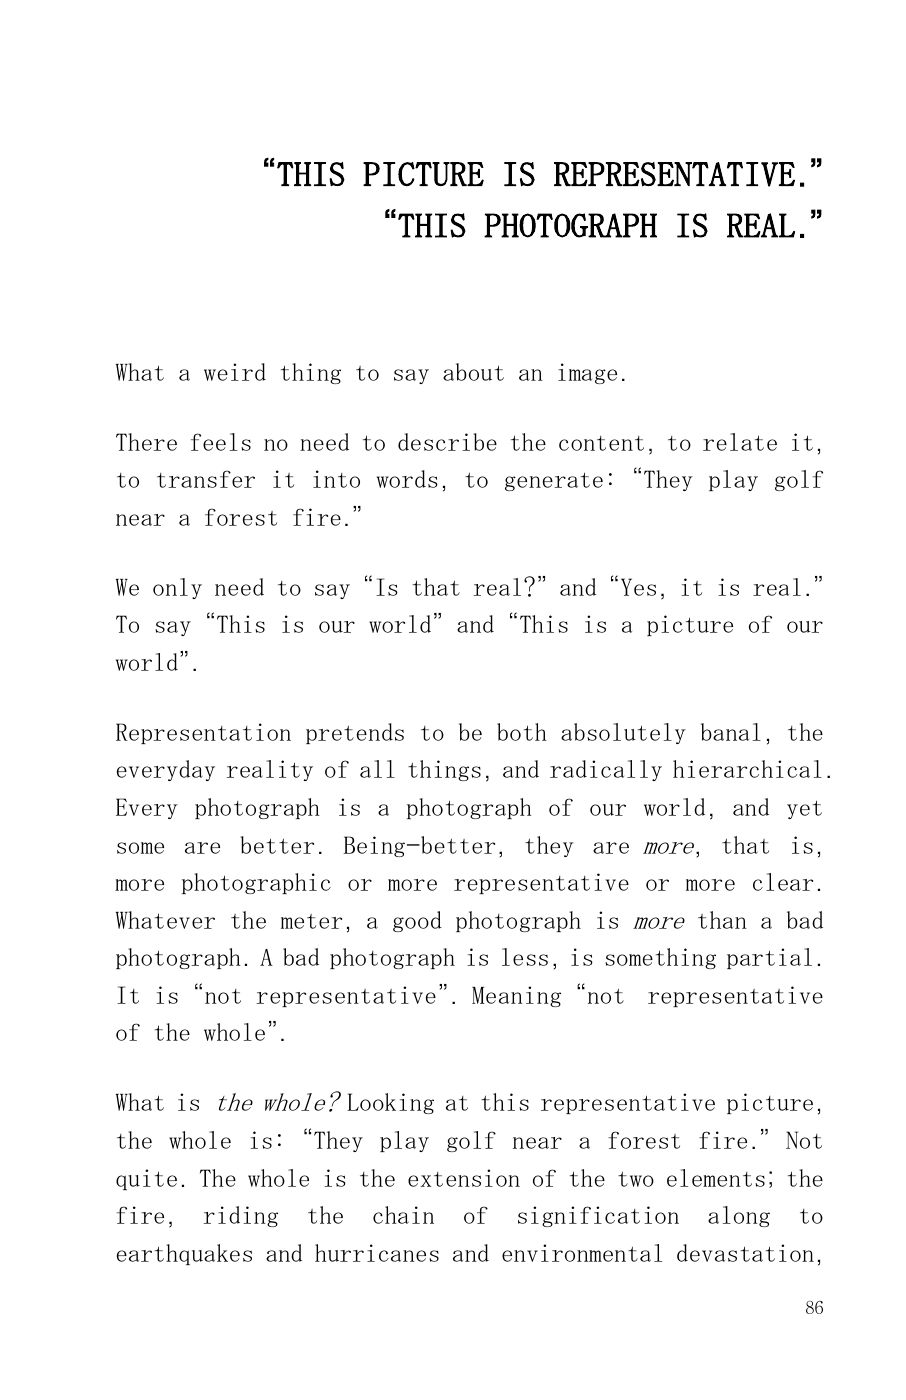 “THIS PICTURE IS REPRESENTATIVE.”
“THIS PHOTOGRAPH IS REAL.”
What a weird thing to say about an image.
There feels no need to describe the content, to relate it,
to transfer it into words, to generate: “They play golf
near a forest fire.”
We only need to say “Is that real?” and “Yes, it is real.”
To say “This is our world” and “This is a picture of our
world”.
Representation pretends to be both absolutely banal, the
everyday reality of all things, and radically hierarchical.
Every photograph is a photograph of our world, and yet
some are better. Being-better, they are more, that is,
more photographic or more representative or more clear.
Whatever the meter, a good photograph is more than a bad
photograph. A bad photograph is less, is something partial.
It is “not representative”. Meaning “not representative
of the whole”.
What is the whole? Looking at this representative picture,
the whole is: “They play golf near a forest fire.” Not
quite. The whole is the extension of the two elements; the
fire, riding the chain of signification along to
earthquakes and hurricanes and environmental devastation,
86